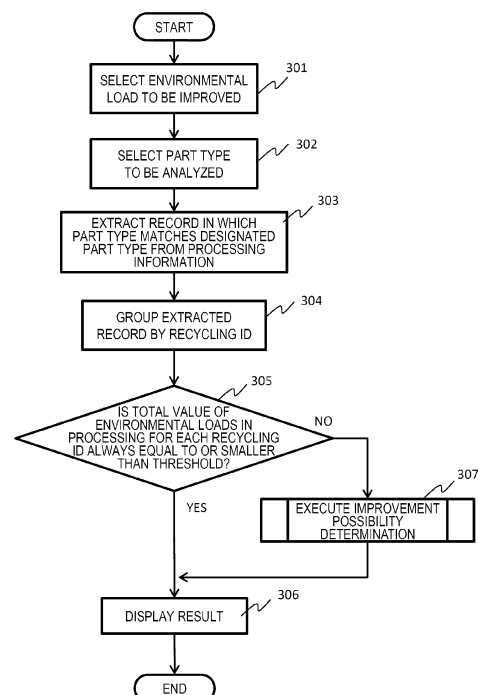 START
301
SELECT ENVIRONMENTAL
LOAD TO BE IMPROVED
302
SELECT PART TYPE
TO BE ANALYZED
303
EXTRACT RECORD IN WHICH
PART TYPE MATCHES DESIGNATED
PART TYPE FROM PROCESSING
INFORMATION
304
GROUP EXTRACTED
RECORD BY RECYCLING ID
305
IS TOTAL VALUE OF
ENVIRONMENTAL LOADS IN
PROCESSING FOR EACH RECYCLING
ID ALWAYS EQUAL TO OR SMALLER
THAN THRESHOLD?
NO
307
EXECUTE IMPROVEMENT
POSSIBILITY
DETERMINATION
YES
306
DISPLAY RESULT
END